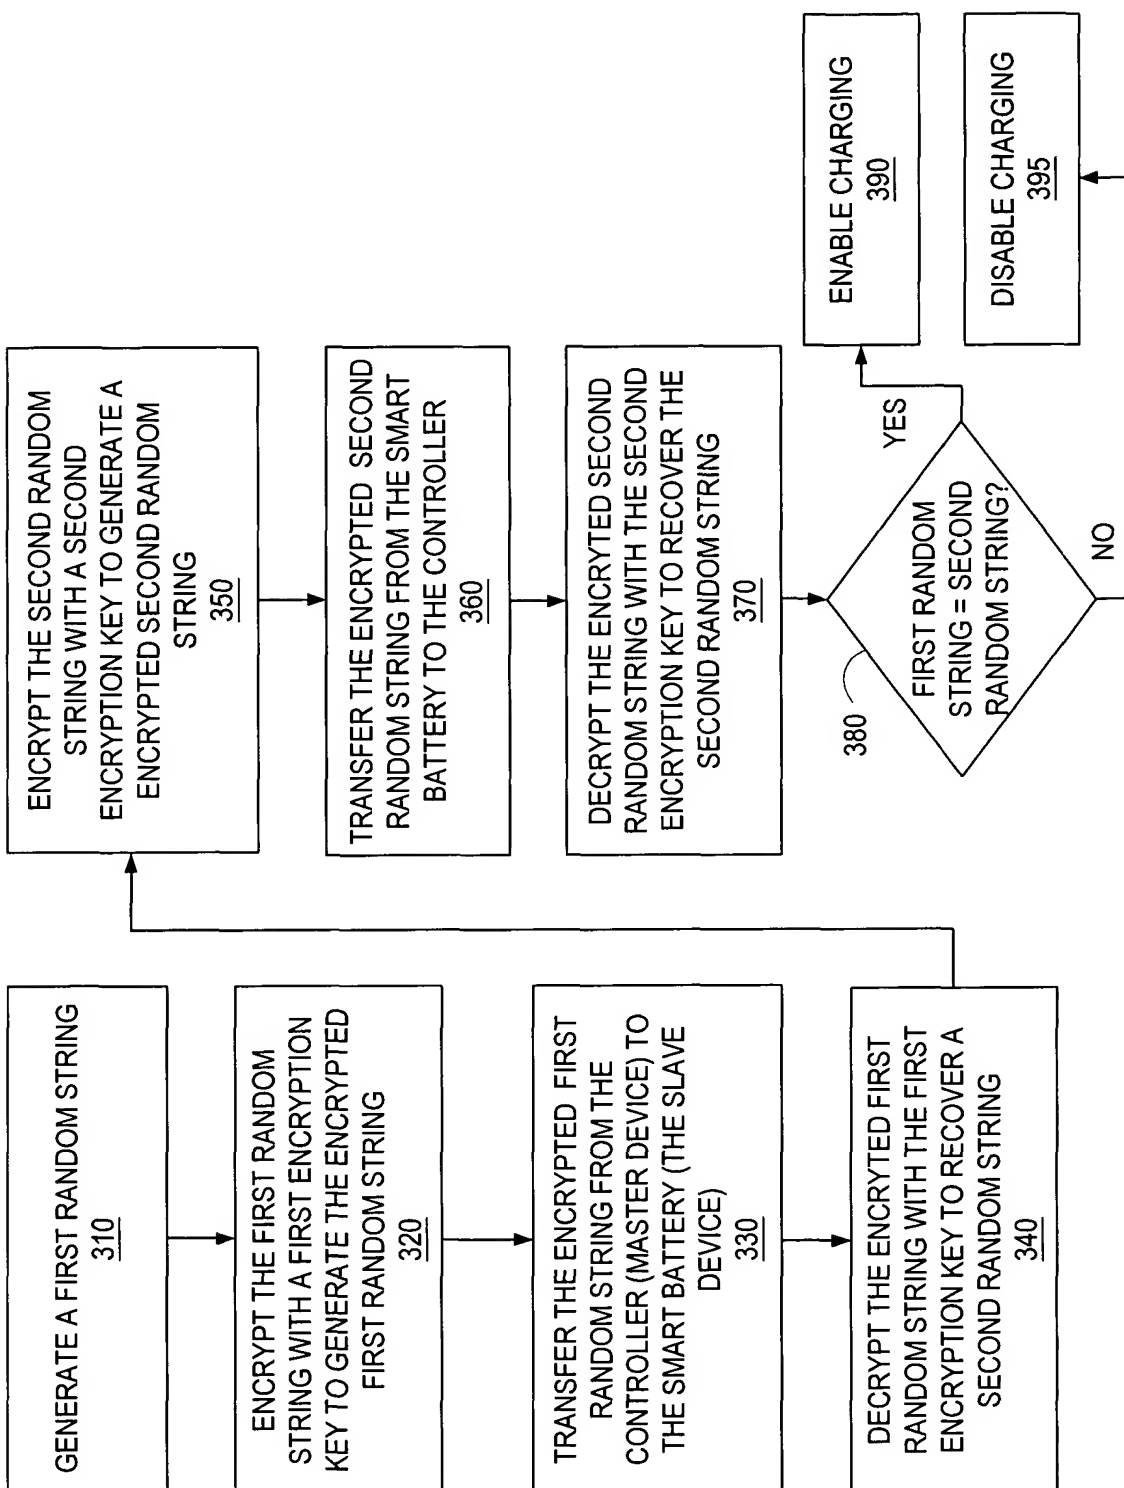 GENERATE A FIRST RANDOM STRING
310
ENCRYPT THE FIRST RANDOM
STRING WITH A FIRST ENCRYPTION
KEY TO GENERATE THE ENCRYPTED
FIRST RANDOM STRING
320
TRANSFER THE ENCRYPTED FIRST
RANDOM STRING FROM THE
CONTROLLER (MASTER DEVICE) TO
THE SMART BATTERY (THE SLAVE
DEVICE)
330
DECRYPT THE ENCRYTED FIRST
RANDOM STRING WITH THE FIRST
ENCRYPTION KEY TO RECOVER A
SECOND RANDOM STRING
340
ENCRYPT THE SECOND RANDOM
STRING WITH A SECOND
ENCRYPTION KEY TO GENERATE A
ENCRYPTED SECOND RANDOM
STRING
350
TRANSFER THE ENCRYPTED SECOND
RANDOM STRING FROM THE SMART
BATTERY TO THE CONTROLLER
360
DECRYPT THE ENCRYTED SECOND
RANDOM STRING WITH THE SECOND
ENCRYPTION KEY TO RECOVER THE
SECOND RANDOM STRING
370
380
FIRST RANDOM
STRING = SECOND
RANDOM STRING?
YES
NO
ENABLE CHARGING
390
DISABLE CHARGING
395